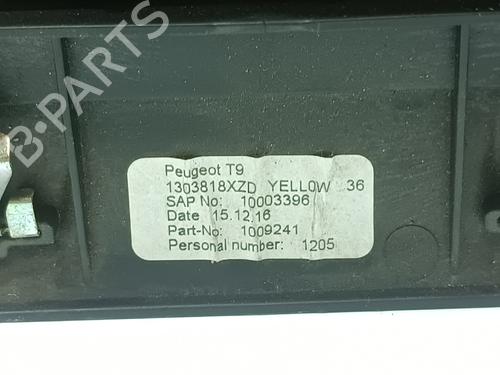 B-PARTS
Peugeot T9
1303818XZD YELLOW 36
SAP No: 10003396
Date 15.12.16
Part-No: 1009241
Personal number: 1205